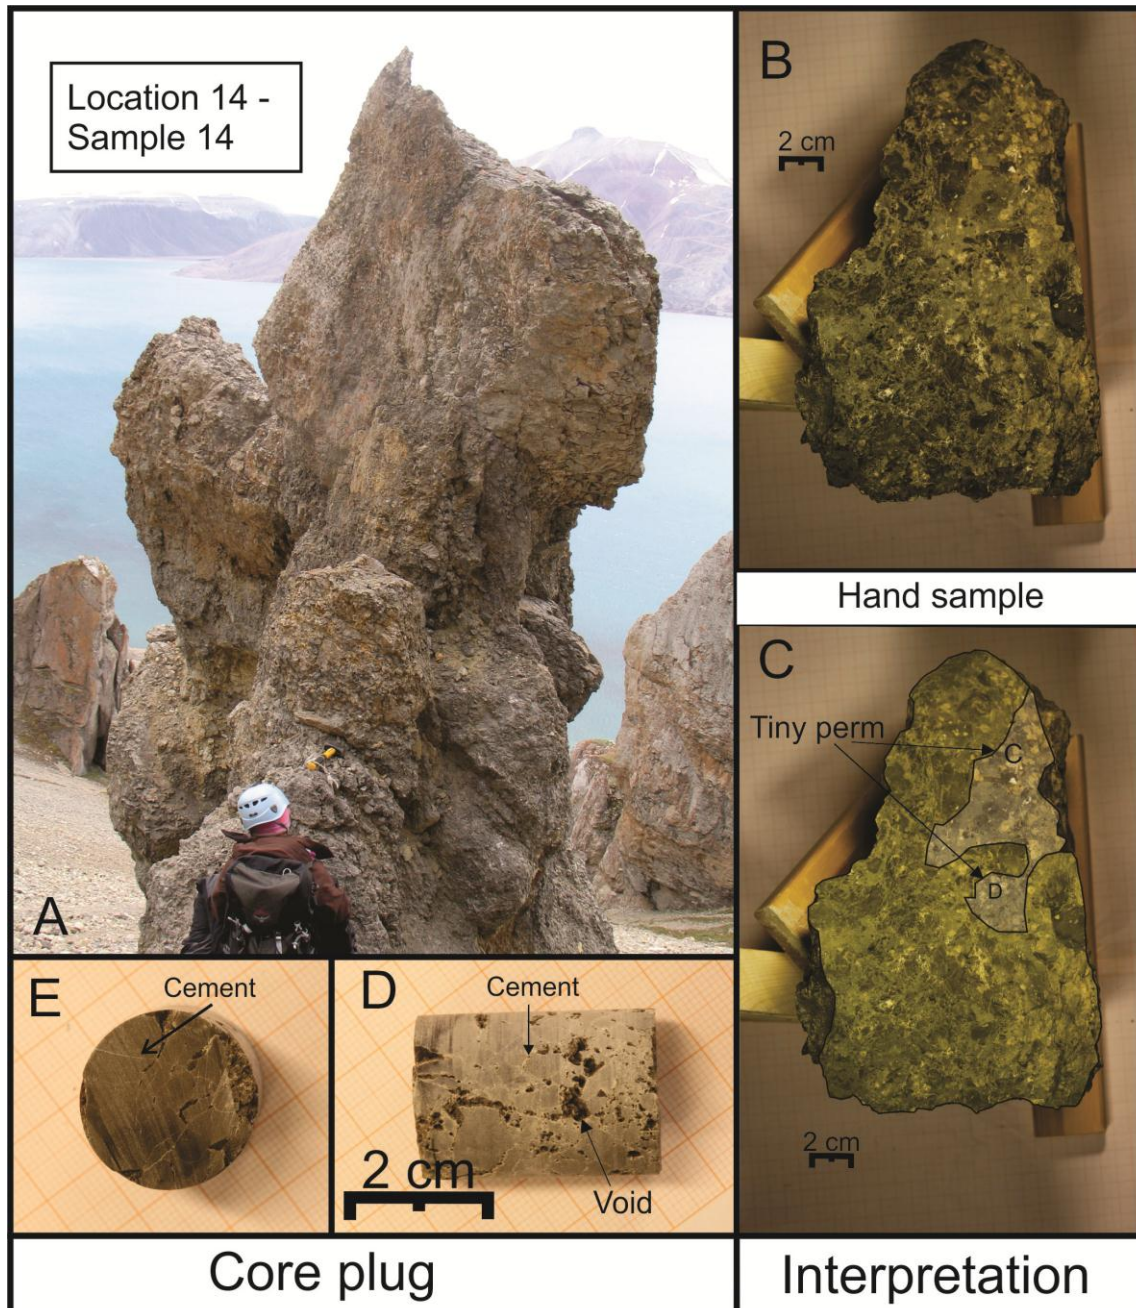 Location 14 -
Sample 14
A
B
2 cm
Hand sample
C
Tiny perm
C
D
2 cm
E
Cement
D
Cement
2 cm
Void
Core plug
Interpretation